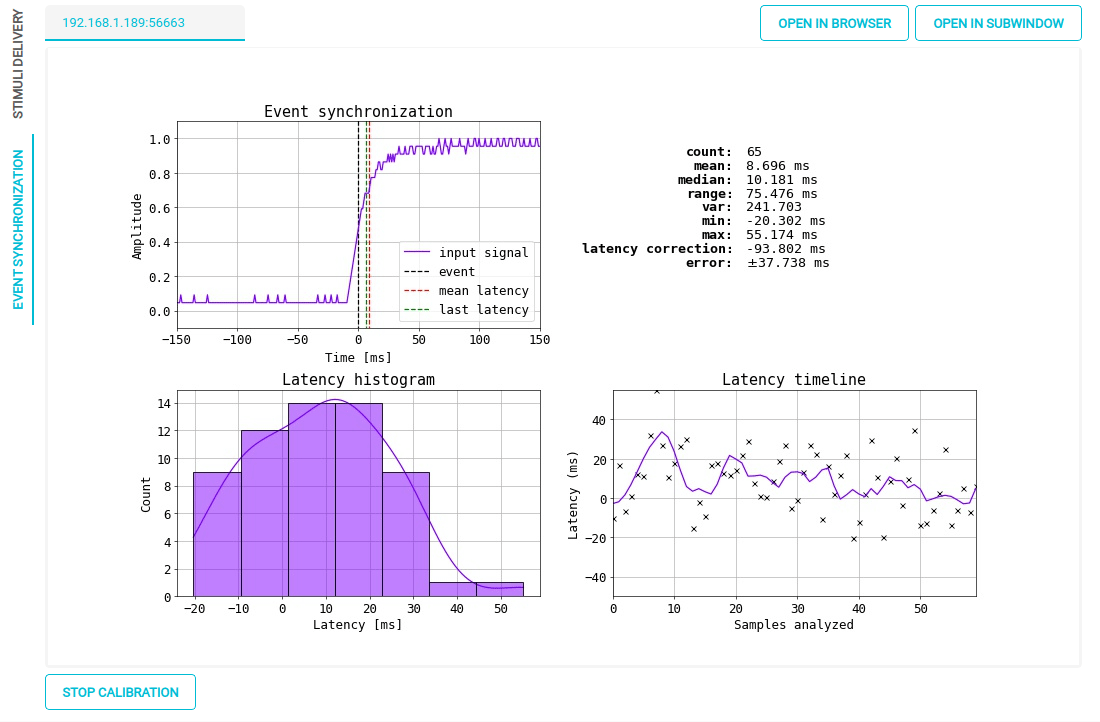 STIMULI DELIVERY
EVENT SYNCHRONIZATION
192.168.1.189:56663
OPEN IN BROWSER
OPEN IN SUBWINDOW
Event synchronization
Amplitude
1.0
0.8
0.6
0.4
0.2
0.0
input signal
event
mean latency
last latency
−150 −100 −50 0 50 100 150
Time [ms]
count: 65
mean: 8.696 ms
median: 10.181 ms
range: 75.476 ms
var: 241.703
min: -20.302 ms
max: 55.174 ms
latency correction: -93.802 ms
error: ±37.738 ms
Latency histogram
Count
14
12
10
8
6
4
2
0
−20 −10 0 10 20 30 40 50
Latency [ms]
Latency timeline
Latency (ms)
40
20
0
−20
−40
0 10 20 30 40 50
Samples analyzed
STOP CALIBRATION